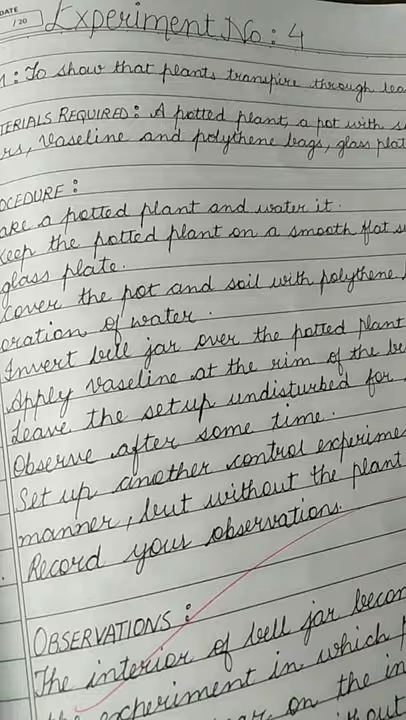 DATE
/ 20
Experiment No: 4
: To show that plants transpire through lea
TERIALS REQUIRED: A potted plant, a pot with s
rs, vaseline and polythene bags, glass plat
OCEDURE:
ake a potted plant and water it.
keep the potted plant on a smooth flat su
glass plate.
cover the pot and soil with polythene
oration of water.
Invert bell jar over the potted plant
Apply vaseline at the rim of the be
Leave the setup undisturbed for
Observe after some time.
Set up another control experime
manner, but without the plant
Record your observations.
OBSERVATIONS:
The interior of bell jar becom
experiment in which
on the in